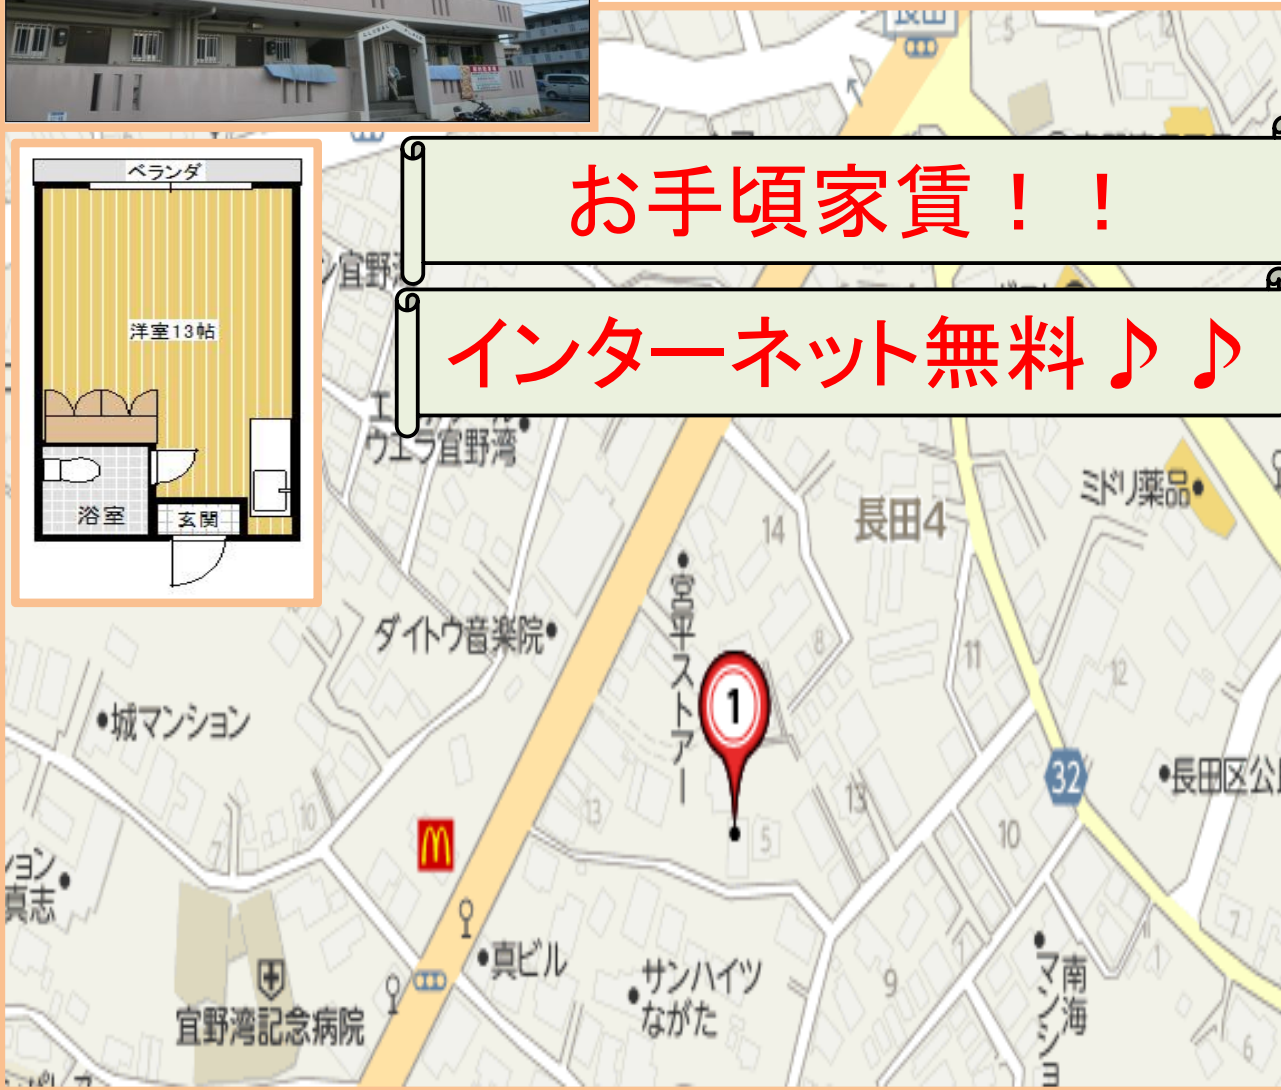 長田
ベランダ
お手頃家賃！！
インターネット無料♪♪
洋室13帖
浴室
玄関
ウエラ宜野湾
ミドリ薬品
長田4
14
宮平ストアー
8
11
12
ダイトウ音楽院
城マンション
1
32
長田区公
10
7
13
13
5
10
M
ョン
真志
真ビル
サンハイツ
ながた
9
南海
マンショ
7
1
7
6
宜野湾記念病院